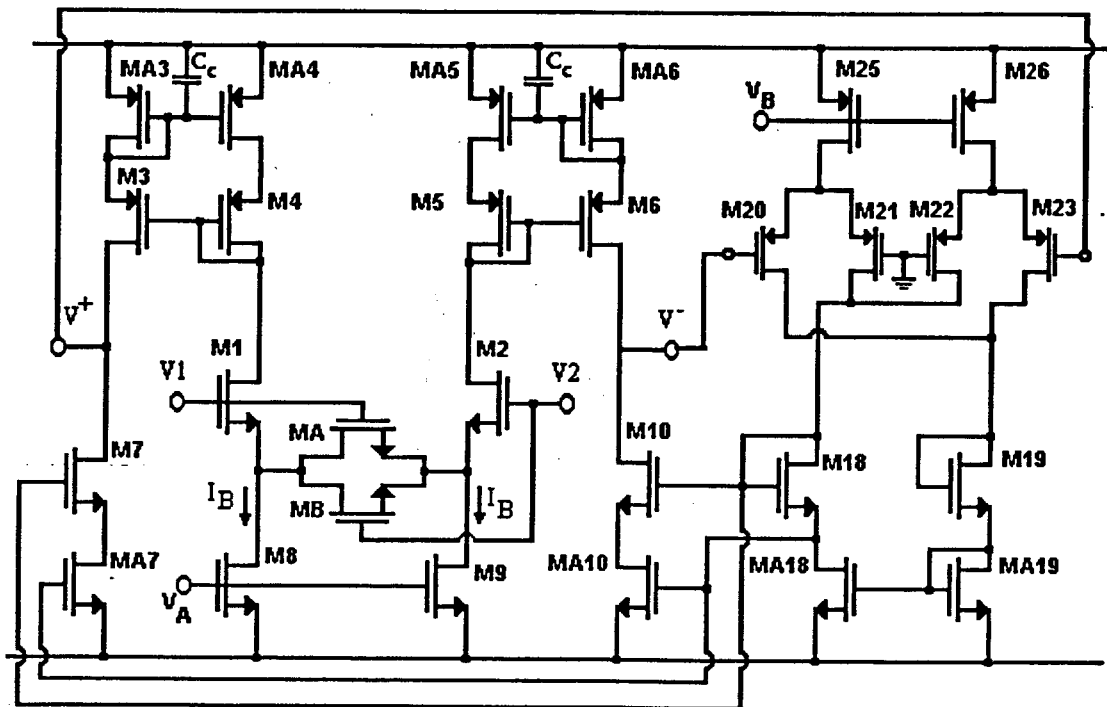 MA3 Cc MA4 MA5 Cc MA6 M25 M26
VB
M3 M4 M5 M6 M20 M21 M22 M23
V+ V-
M1 M2
V1 V2
MA
M7 M10 M18 M19
IB MB IB
MA7 M8 M9 MA10 MA18 MA19
VA